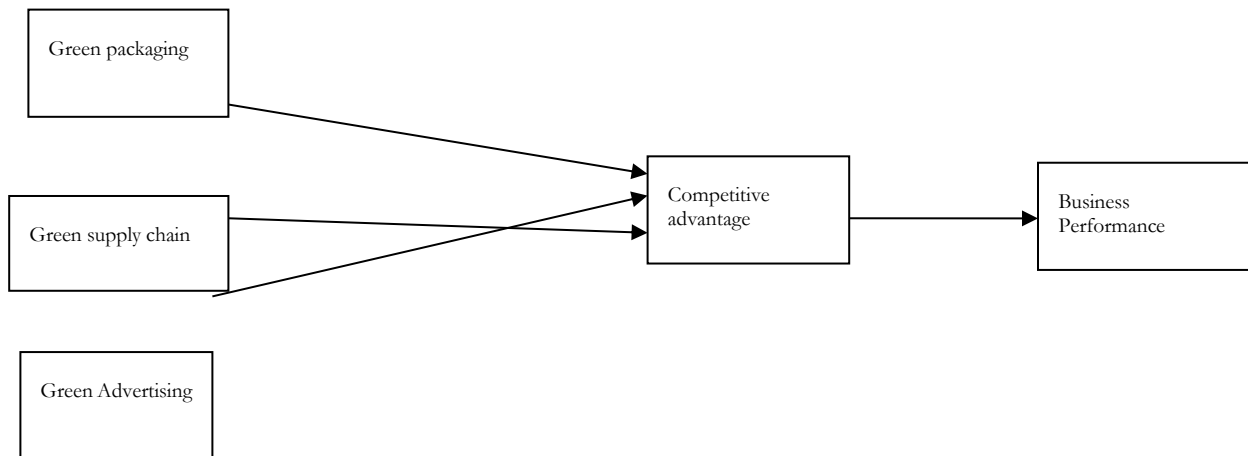 Green packaging
Green supply chain
Green Advertising
Competitive
advantage
Business
Performance